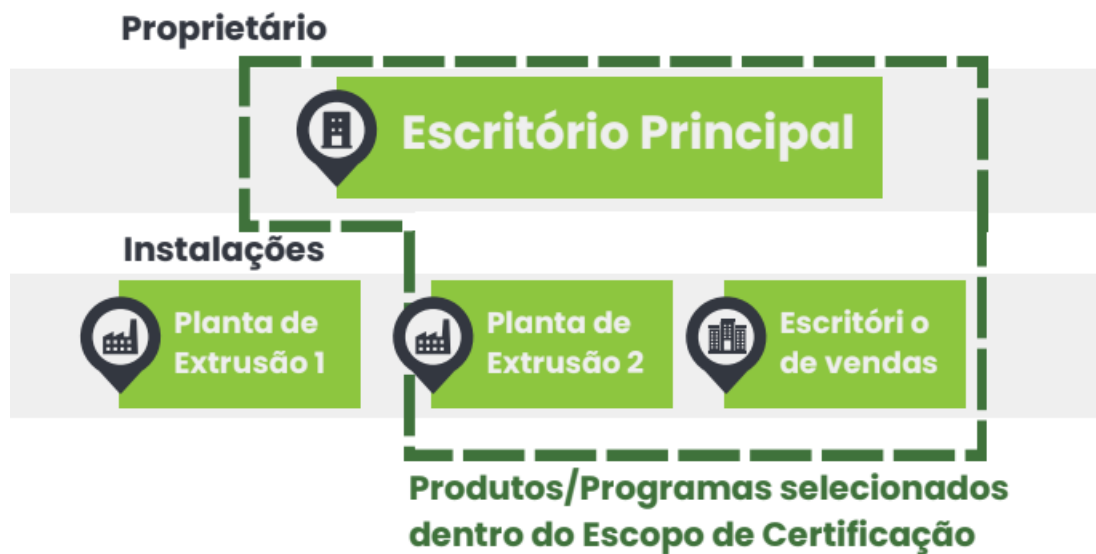 Proprietário
Escritório Principal
Instalações
Planta de
Extrusão 1
Planta de
Extrusão 2
Escritóri o
de vendas
Produtos/Programas selecionados
dentro do Escopo de Certificação